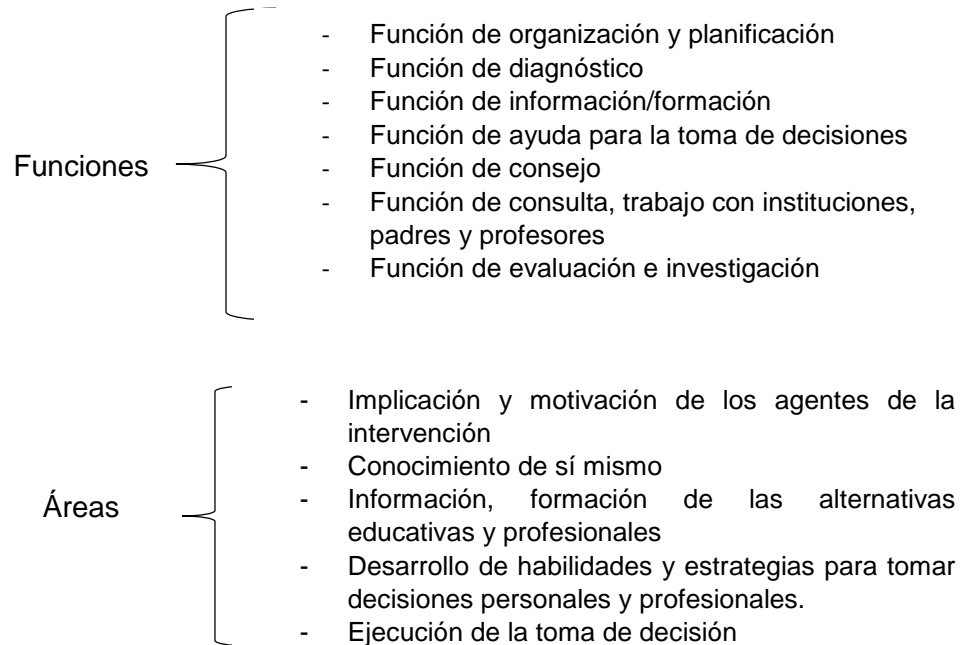 - Función de organización y planificación
- Función de diagnóstico
- Función de información/formación
- Función de ayuda para la toma de decisiones
Funciones
- Función de consejo
- Función de consulta, trabajo con instituciones,
padres y profesores
- Función de evaluación e investigación
- Implicación y motivación de los agentes de la
intervención
- Conocimiento de sí mismo
Áreas
- Información, formación de las alternativas
educativas y profesionales
- Desarrollo de habilidades y estrategias para tomar
decisiones personales y profesionales.
- Ejecución de la toma de decisión